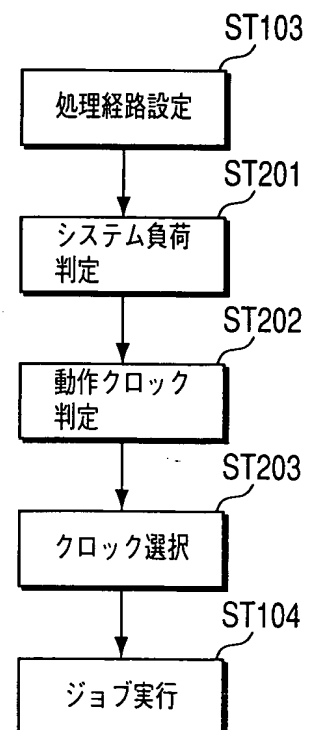 ST103
処理経路設定
ST201
システム負荷
判定
ST202
動作クロック
判定
ST203
クロック選択
ST104
ジョブ実行